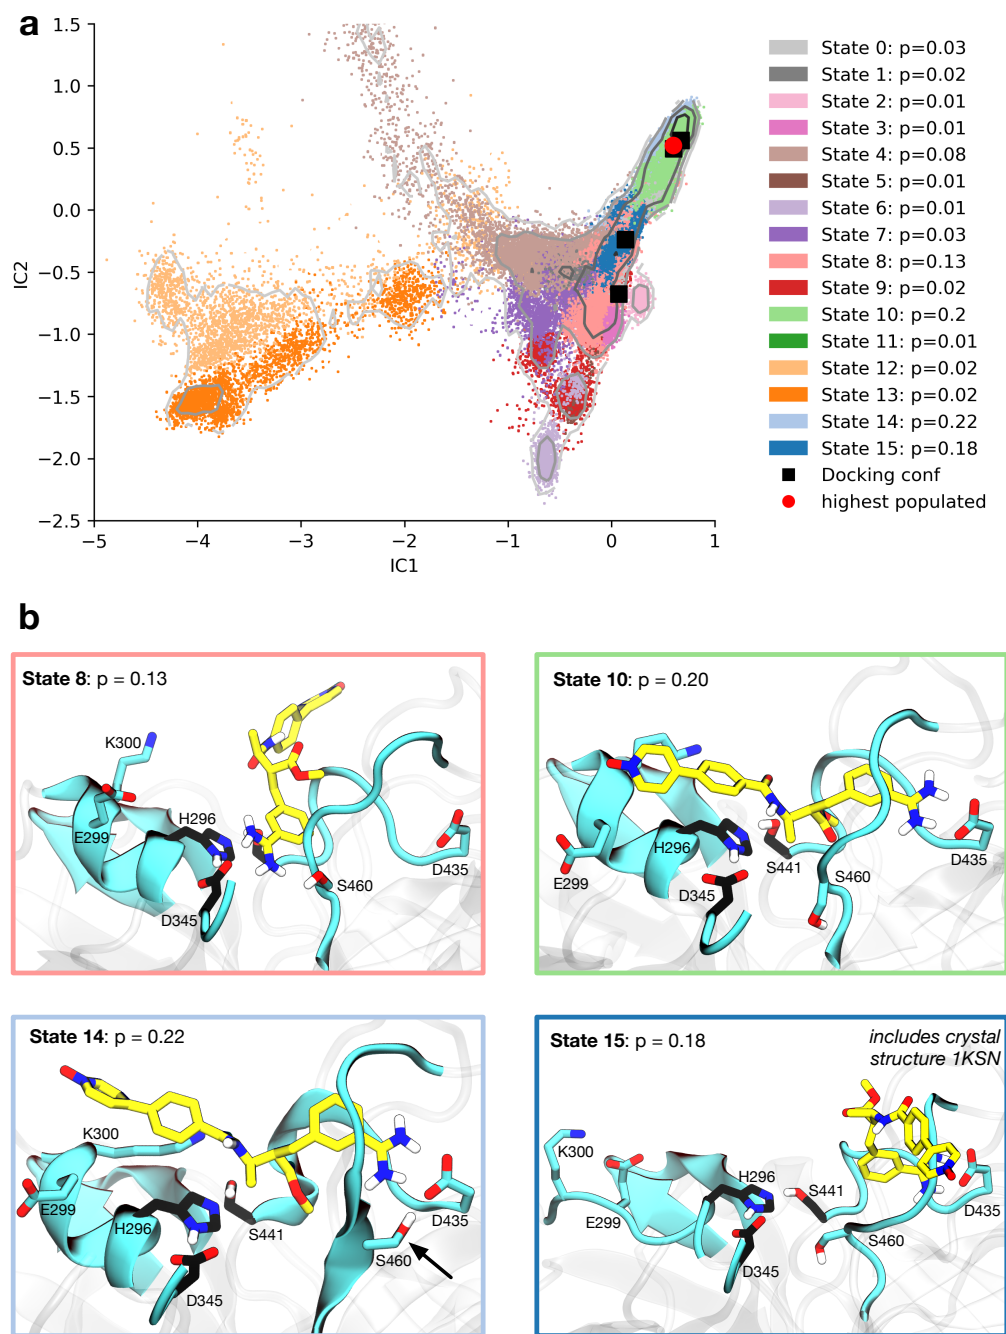 a
1.5
1.0
0.5
0.0
−0.5
−1.0
−1.5
−2.0
−2.5
IC2
−5 −4 −3 −2 −1 0 1
IC1
State 0: p=0.03
State 1: p=0.02
State 2: p=0.01
State 3: p=0.01
State 4: p=0.08
State 5: p=0.01
State 6: p=0.01
State 7: p=0.03
State 8: p=0.13
State 9: p=0.02
State 10: p=0.2
State 11: p=0.01
State 12: p=0.02
State 13: p=0.02
State 14: p=0.22
State 15: p=0.18
Docking conf
highest populated
b
State 8: p = 0.13
K300
H296
E299
D345
S460
D435
State 10: p = 0.20
H296
S441
E299
D345
S460
D435
State 14: p = 0.22
K300
E299
H296
S441
D345
S460
D435
State 15: p = 0.18
includes crystal
structure 1KSN
K300
H296
S441
E299
S460
D435
D345